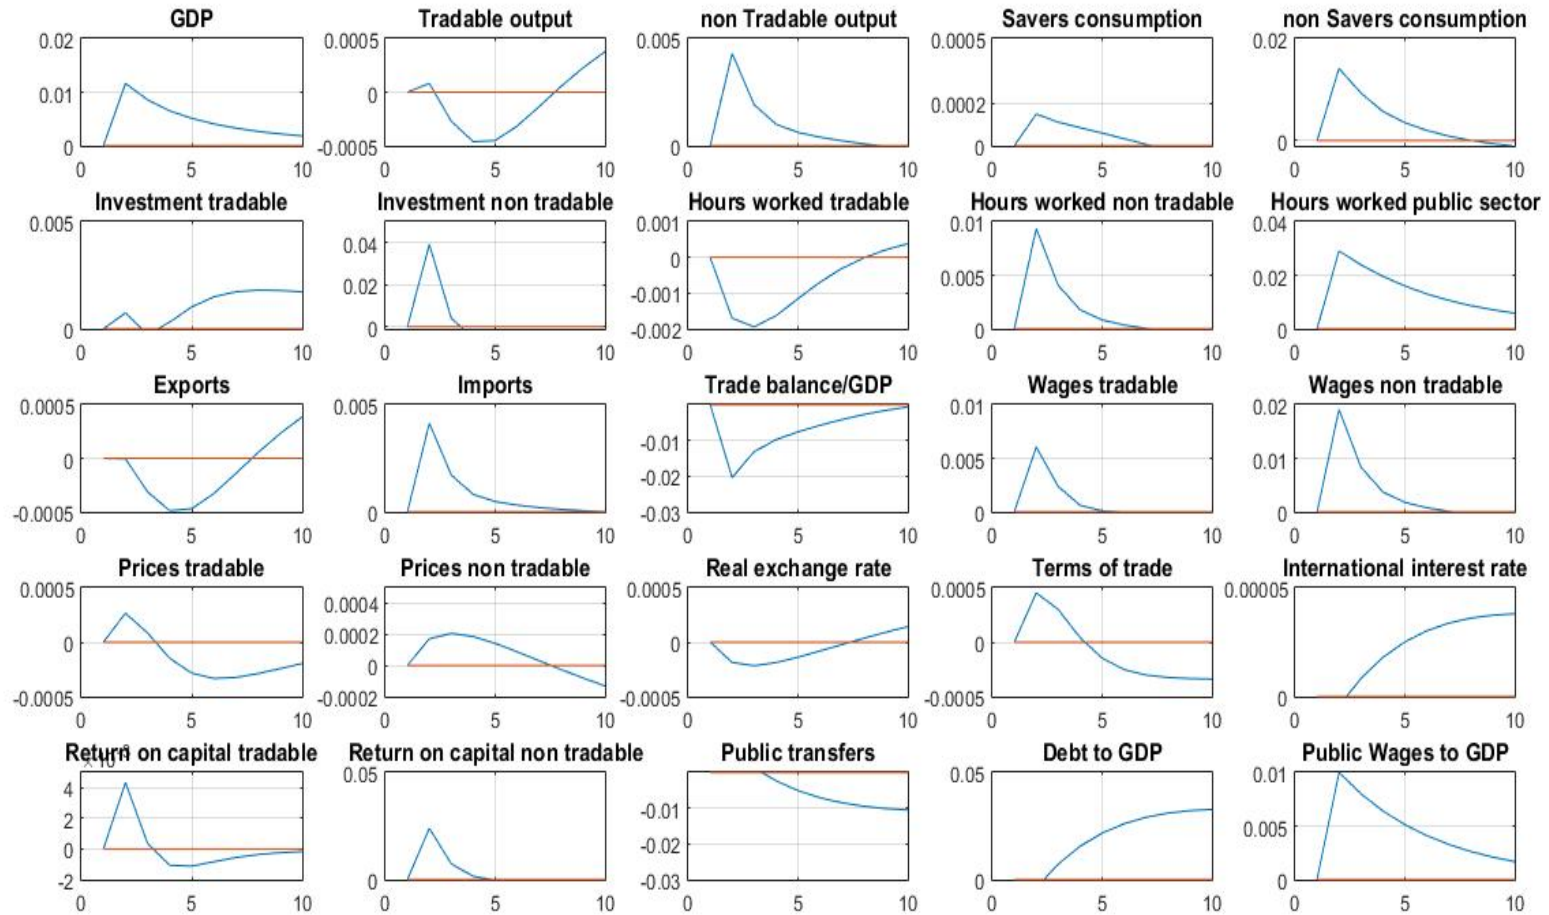 GDP
Tradable output
non Tradable output
Savers consumption
non Savers consumption
0.02
0.01
0
0 5 10
0.0005
0
-0.0005
0 5 10
0.005
0
0 5 10
0.0005
0.0002
0
0 5 10
0.02
0
0 5 10
Investment tradable
Investment non tradable
Hours worked tradable
Hours worked non tradable
Hours worked public sector
0.005
0
0 5 10
0.04
0.02
0
0 5 10
0.001
0
-0.001
-0.002
0 5 10
0.01
0.005
0
0 5 10
0.04
0.02
0
0 5 10
Exports
Imports
Trade balance/GDP
Wages tradable
Wages non tradable
0.0005
0
-0.0005
0 5 10
0.005
0
0 5 10
-0.01
-0.02
-0.03
0 5 10
0.01
0.005
0
0 5 10
0.02
0.01
0
0 5 10
Prices tradable
Prices non tradable
Real exchange rate
Terms of trade
International interest rate
0.0005
0
-0.0005
0 5 10
0.0004
0.0002
0
-0.0002
0 5 10
0.0005
0
-0.0005
0 5 10
0.0005
0
-0.0005
0 5 10
0.00005
0
0 5 10
Return on capital tradable
Return on capital non tradable
Public transfers
Debt to GDP
Public Wages to GDP
4
2
0
-2
0 5 10
0.05
0
0 5 10
-0.01
-0.02
-0.03
0 5 10
0.05
0
0 5 10
0.01
0.005
0
0 5 10